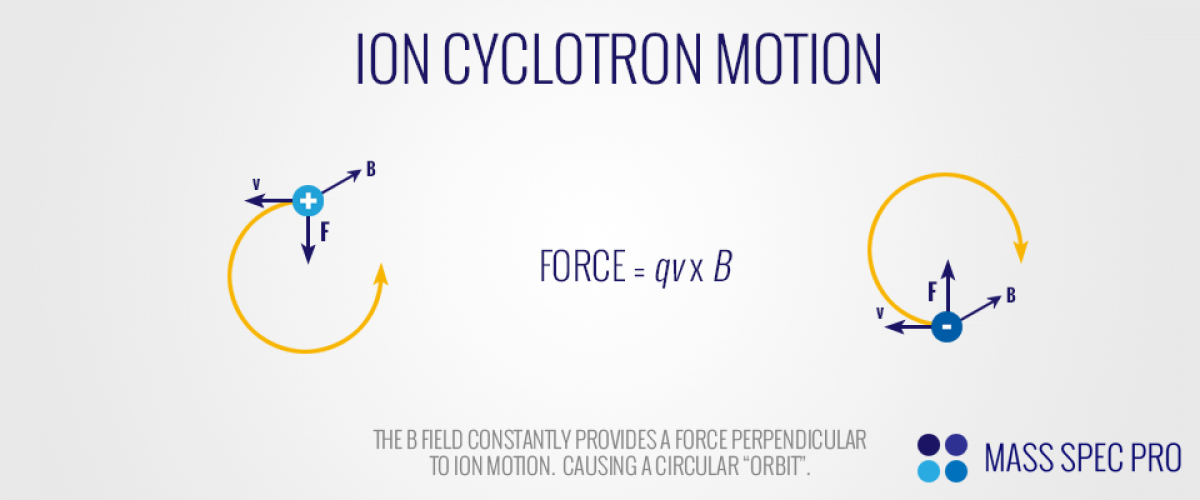 ION CYCLOTRON MOTION
v
B
F
FORCE = qv x B
F
B
v
THE B FIELD CONSTANTLY PROVIDES A FORCE PERPENDICULAR
TO ION MOTION. CAUSING A CIRCULAR “ORBIT”.
MASS SPEC PRO